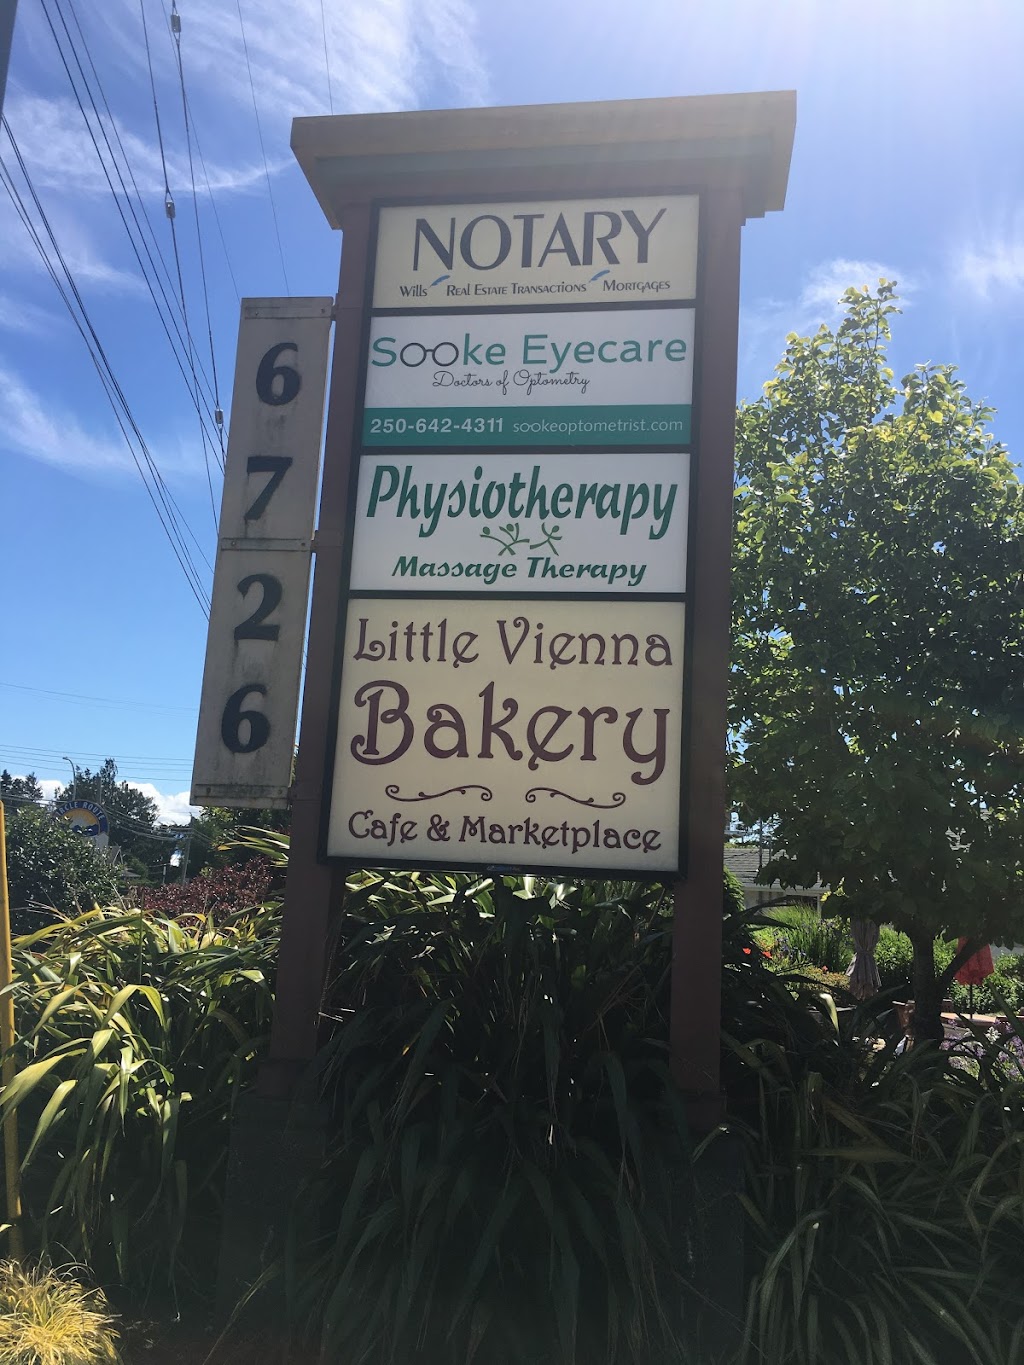 NOTARY
Wills Real Estate Transactions Mortgages
Sooke Eyecare
Doctors of Optometry
250-642-4311 sookeoptometrist.com
Physiotherapy
Massage Therapy
Little Vienna
Bakery
Cafe & Marketplace
6
7
2
6